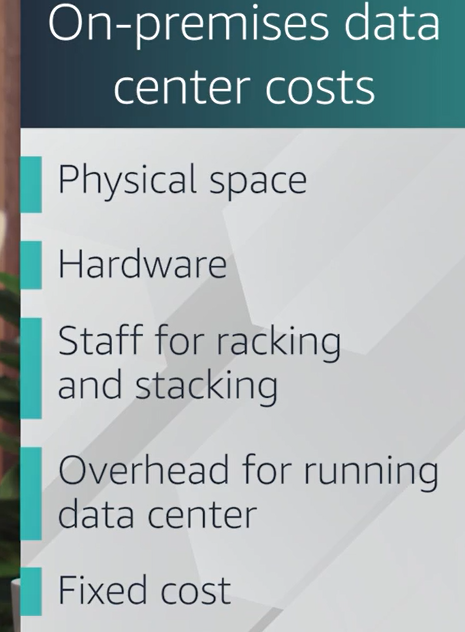 On-premises data
center costs
Physical space
Hardware
Staff for racking
and stacking
Overhead for running
data center
Fixed cost